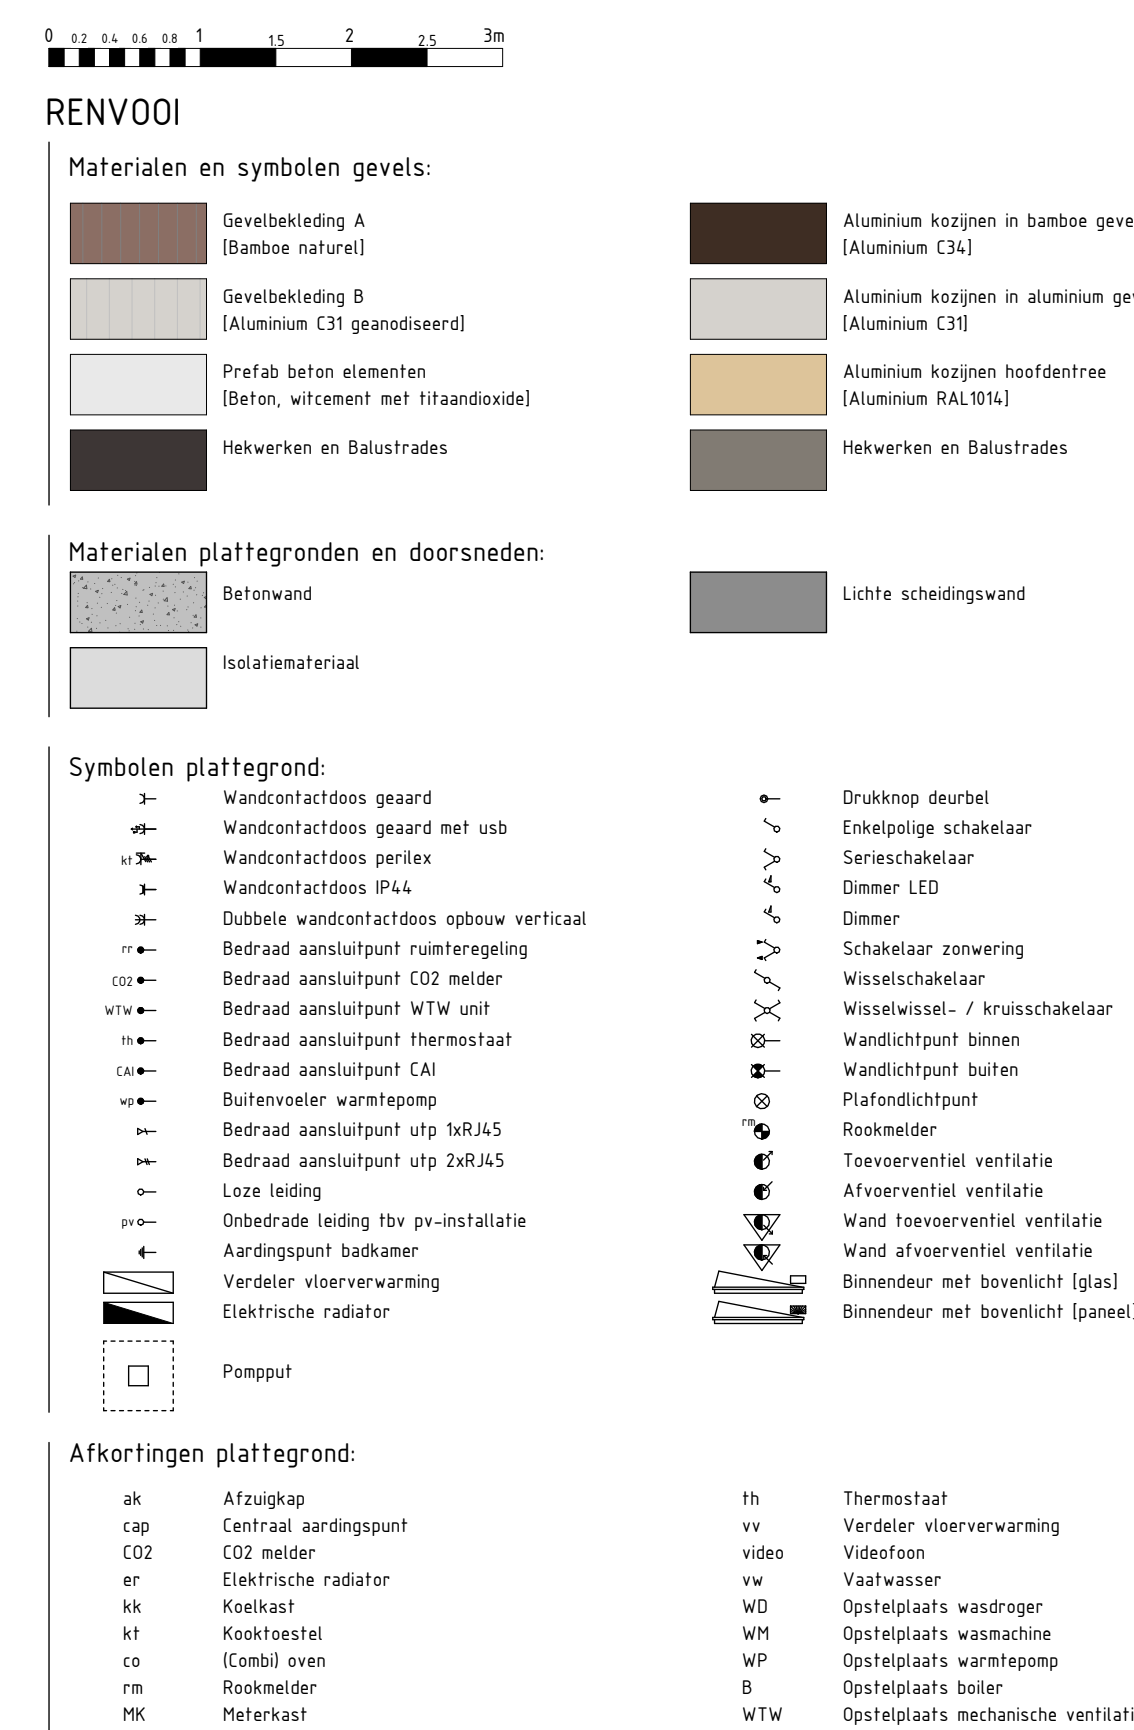 0 0.2 0.4 0.6 0.8 1 1.5 2 2.5 3m
RENVOOI
Materialen en symbolen gevels:
Gevelbekleding A
[Bamboe naturel]
Aluminium kozijnen in bamboe geve
[Aluminium C34]
Gevelbekleding B
[Aluminium C31 geanodiseerd]
Aluminium kozijnen in aluminium gev
[Aluminium C31]
Prefab beton elementen
[Beton, witcement met titaandioxide]
Aluminium kozijnen hoofdentree
[Aluminium RAL1014]
Hekwerken en Balustrades
Hekwerken en Balustrades
Materialen plattegronden en doorsneden:
Betonwand
Lichte scheidingswand
Isolatiemateriaal
Symbolen plattegrond:
Wandcontactdoos geaard
Wandcontactdoos geaard met usb
kt Wandcontactdoos perilex
Wandcontactdoos IP44
Dubbele wandcontactdoos opbouw verticaal
rr Bedraad aansluitpunt ruimteregeling
CO2 Bedraad aansluitpunt CO2 melder
WTW Bedraad aansluitpunt WTW unit
th Bedraad aansluitpunt thermostaat
CAI Bedraad aansluitpunt CAI
wp Buitenvoeler warmtepomp
Bedraad aansluitpunt utp 1xRJ45
Bedraad aansluitpunt utp 2xRJ45
Loze leiding
pv Onbedrade leiding tbv pv-installatie
Aardingspunt badkamer
Verdeler vloerverwarming
Elektrische radiator
Pompput
Drukknop deurbel
Enkelpolige schakelaar
Serieschakelaar
Dimmer LED
Dimmer
Schakelaar zonwering
Wisselschakelaar
Wisselwissel- / kruisschakelaar
Wandlichtpunt binnen
Wandlichtpunt buiten
Plafondlichtpunt
rm Rookmelder
Toevoerventiel ventilatie
Afvoerventiel ventilatie
Wand toevoerventiel ventilatie
Wand afvoerventiel ventilatie
Binnendeur met bovenlicht [glas]
Binnendeur met bovenlicht [paneel]
Afkortingen plattegrond:
ak Afzuigkap
cap Centraal aardingspunt
CO2 CO2 melder
er Elektrische radiator
kk Koelkast
kt Kooktoestel
co (Combi) oven
rm Rookmelder
MK Meterkast
th Thermostaat
vv Verdeler vloerverwarming
video Videofoon
vw Vaatwasser
WD Opstelplaats wasdroger
WM Opstelplaats wasmachine
WP Opstelplaats warmtepomp
B Opstelplaats boiler
WTW Opstelplaats mechanische ventilati